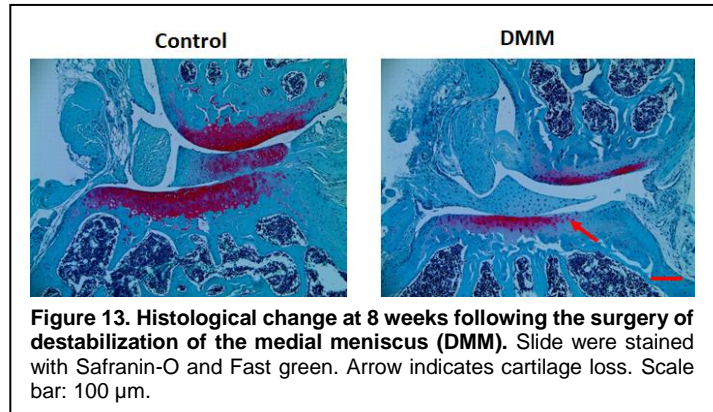 Control
DMM
Figure 13. Histological change at 8 weeks following the surgery of
destabilization of the medial meniscus (DMM). Slide were stained
with Safranin-O and Fast green. Arrow indicates cartilage loss. Scale
bar: 100 µm.